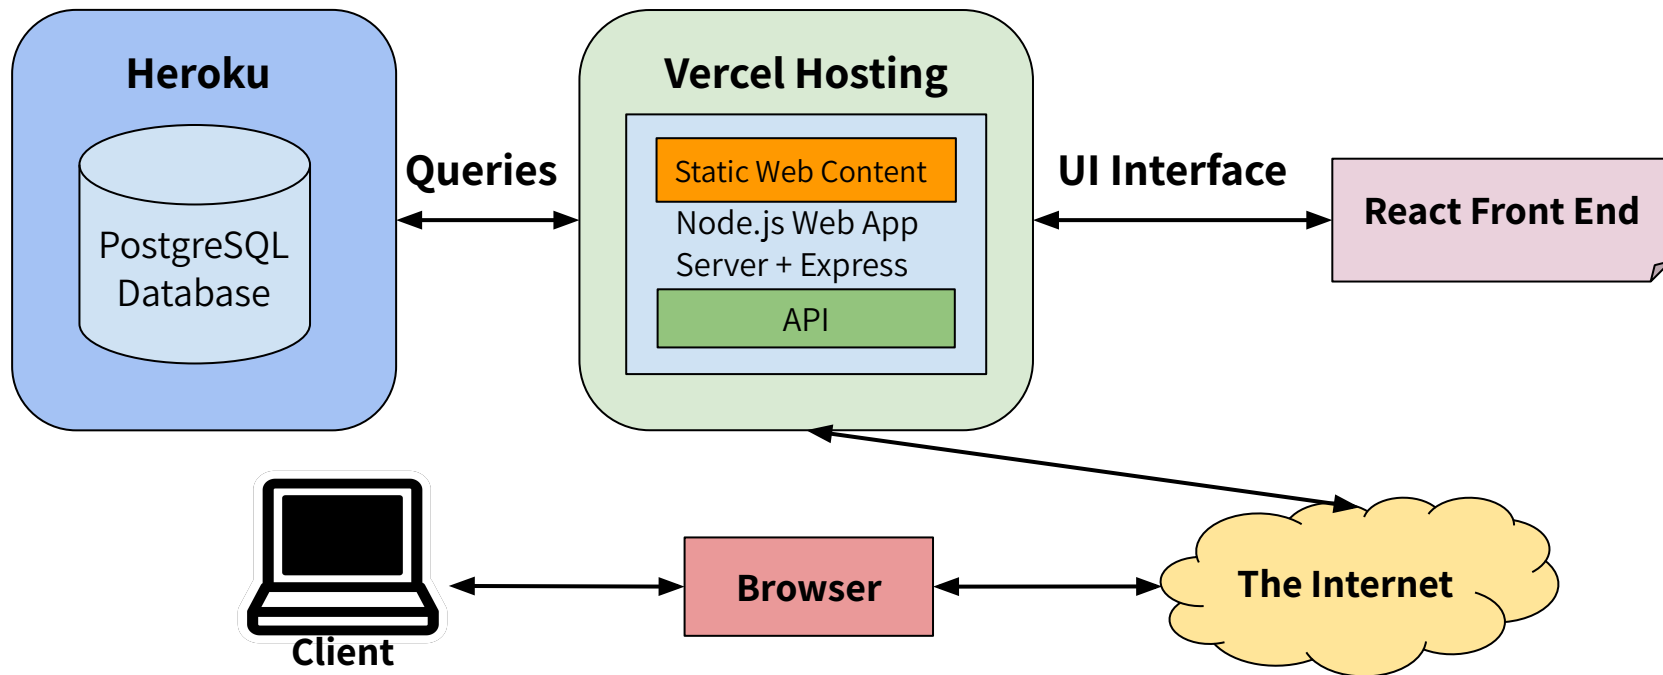 Heroku
PostgreSQL
Database
Queries
Vercel Hosting
Static Web Content
Node.js Web App
Server + Express
API
UI Interface
React Front End
Client
Browser
The Internet